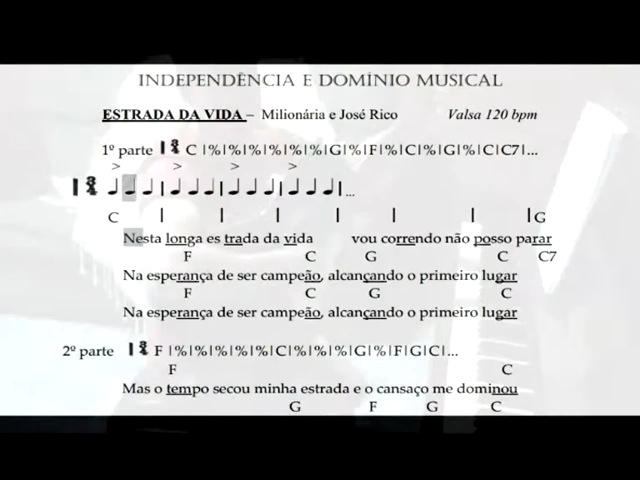 INDEPENDÊNCIA E DOMÍNIO MUSICAL
ESTRADA DA VIDA – Milionária e José Rico Valsa 120 bpm
1º parte C |%|%|%|%|%|%|G|%|F|%|C|%|G|%|C|C7|...
> > > >
...
C | | | | | | |G
Nesta longa es trada da vida vou correndo não posso parar
F C G C C7
Na esperança de ser campeão, alcançando o primeiro lugar
F C G C
Na esperança de ser campeão, alcançando o primeiro lugar
2º parte F |%|%|%|%|%|C|%|%|%|G|%|F|G|C|...
F C
Mas o tempo secou minha estrada e o cansaço me dominou
G F G C